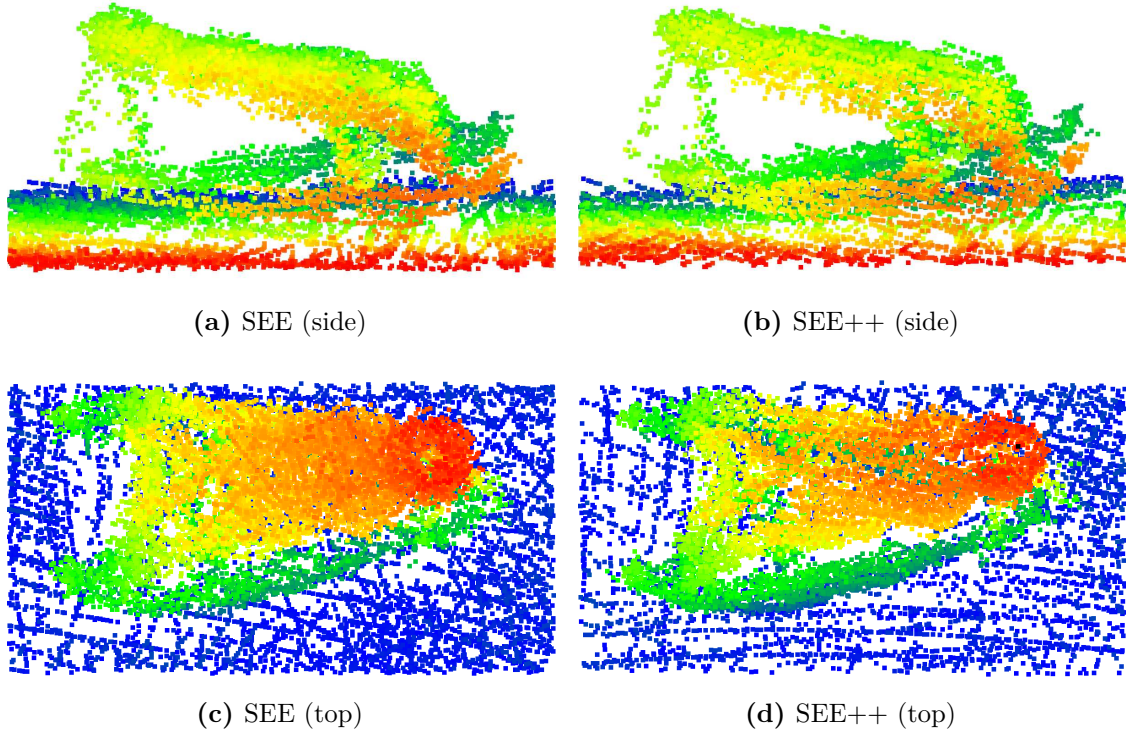 (a) SEE (side)
(b) SEE++ (side)
(c) SEE (top)
(d) SEE++ (top)